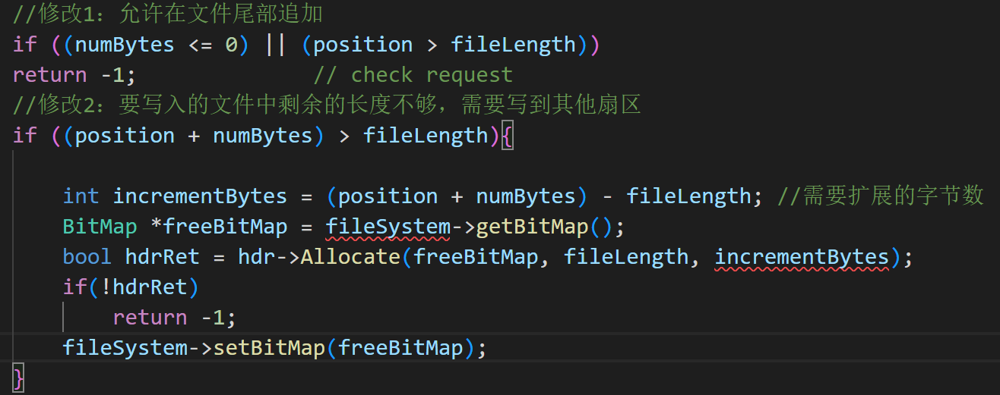 //修改1：允许在文件尾部追加
if ((numBytes <= 0) || (position > fileLength))
return -1;              // check request
//修改2：要写入的文件中剩余的长度不够，需要写到其他扇区
if ((position + numBytes) > fileLength){
    int incrementBytes = (position + numBytes) - fileLength; //需要扩展的字节数
    BitMap *freeBitMap = fileSystem->getBitMap();
    bool hdrRet = hdr->Allocate(freeBitMap, fileLength, incrementBytes);
    if(!hdrRet)
        return -1;
    fileSystem->setBitMap(freeBitMap);
}